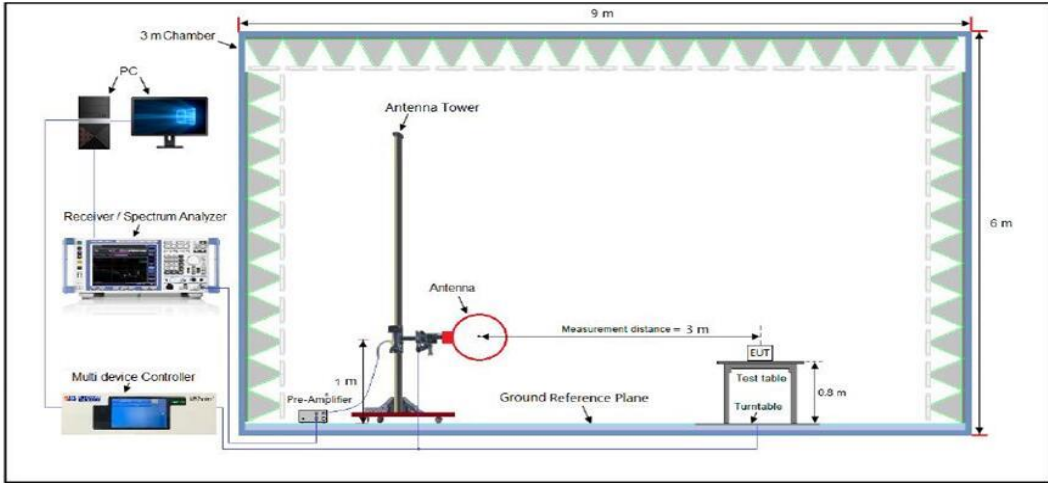 9 m
3 m Chamber
PC
Antenna Tower
Receiver / Spectrum Analyzer
6 m
Antenna
Measurement distance = 3 m
EUT
Multi device Controller
1 m
Pre-Amplifier
Test table
0.8 m
Ground Reference Plane
Turntable